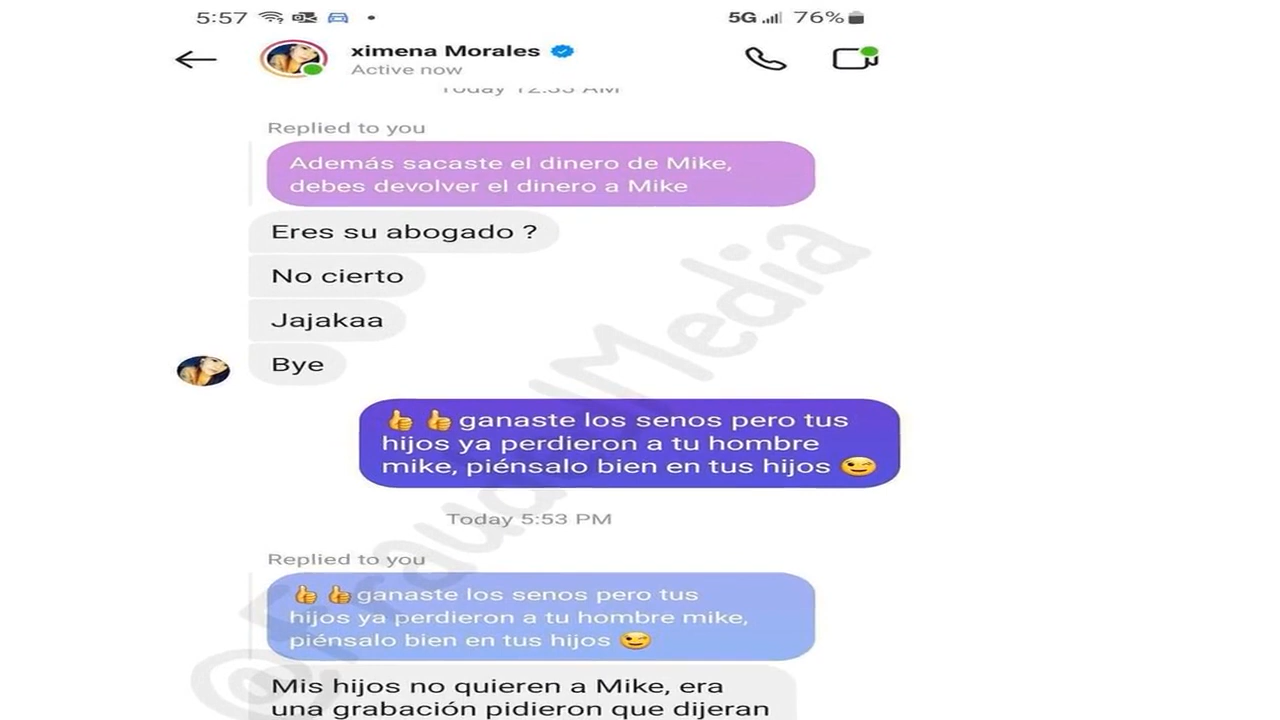 5:57
5G 76%
ximena Morales
Active now
Today 12:33 AM
Replied to you
Además sacaste el dinero de Mike,
debes devolver el dinero a Mike
Eres su abogado ?
No cierto
Jajakaa
Bye
👍 👍 ganaste los senos pero tus
hijos ya perdieron a tu hombre
mike, piénsalo bien en tus hijos 😉
Today 5:53 PM
Replied to you
👍 👍 ganaste los senos pero tus
hijos ya perdieron a tu hombre mike,
piénsalo bien en tus hijos 😉
Mis hijos no quieren a Mike, era
una grabación pidieron que dijeran